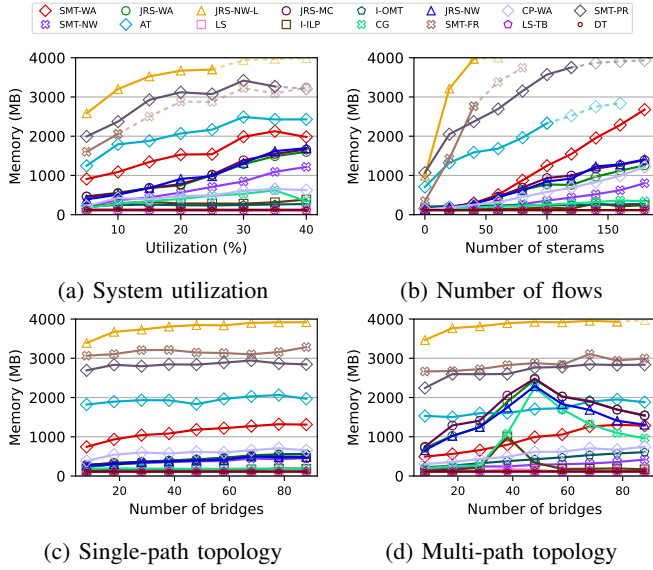 SMT-WA JRS-WA JRS-NW-L JRS-MC I-OMT JRS-NW CP-WA SMT-PR
SMT-NW AT LS I-ILP CG SMT-FR LS-TB DT
Memory (MB)
4000
3000
2000
1000
0
10 20 30 40
Utilization (%)
(a) System utilization
Memory (MB)
4000
3000
2000
1000
0
0 50 100 150
Number of sterams
(b) Number of flows
Memory (MB)
4000
3000
2000
1000
0
20 40 60 80
Number of bridges
(c) Single-path topology
Memory (MB)
4000
3000
2000
1000
0
20 40 60 80
Number of bridges
(d) Multi-path topology